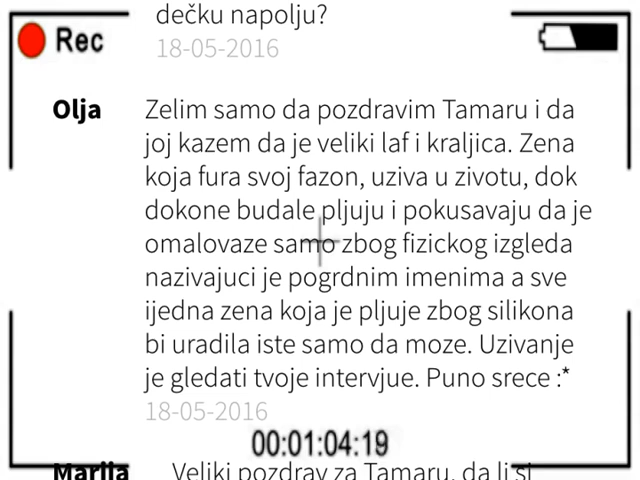 dečku napolju?
Rec
18-05-2016
Olja
Zelim samo da pozdravim Tamaru i da
joj kazem da je veliki laf i kraljica. Zena
koja fura svoj fazon, uziva u zivotu, dok
dokone budale pljuju i pokusavaju da je
omalovaze samo zbog fizickog izgleda
nazivajuci je pogrdnim imenima a sve
ijedna zena koja je pljuje zbog silikona
bi uradila iste samo da moze. Uzivanje
je gledati tvoje intervjue. Puno srece :*
18-05-2016
00:01:04:19
Marija
Veliki pozdrav za Tamaru, da li si